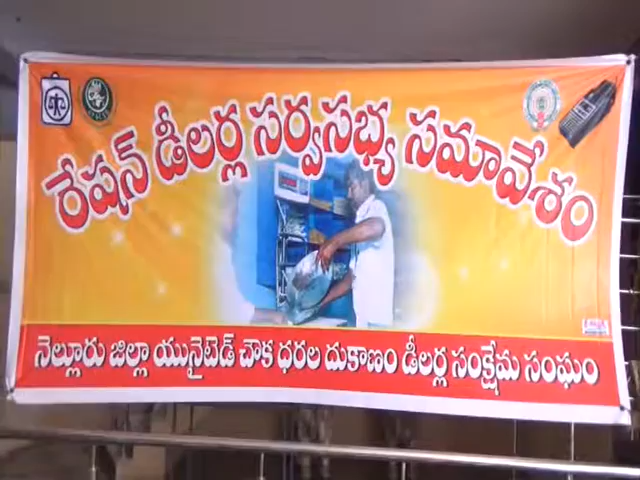 రేషన్ డీలర్ల సర్వసభ్య సమావేశం
నెల్లూరు జిల్లా యునైటెడ్ చౌక ధరల దుకాణం డీలర్ల సంక్షేమ సంఘం